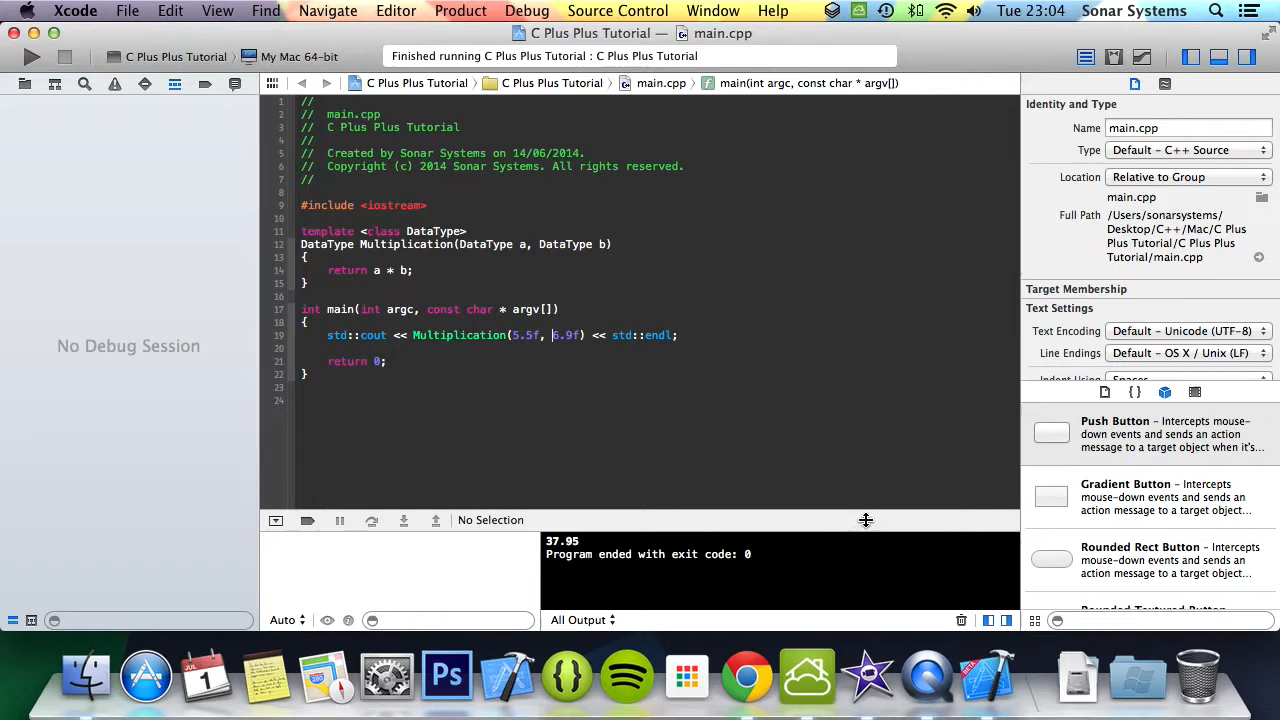 Xcode File Edit View Find Navigate Editor Product Debug Source Control Window Help Tue 23:04 Sonar Systems
C Plus Plus Tutorial — main.cpp
C Plus Plus Tutorial My Mac 64-bit
Finished running C Plus Plus Tutorial : C Plus Plus Tutorial
C Plus Plus Tutorial C Plus Plus Tutorial main.cpp main(int argc, const char * argv[])
1 //
2 // main.cpp
3 // C Plus Plus Tutorial
4 //
5 // Created by Sonar Systems on 14/06/2014.
6 // Copyright (c) 2014 Sonar Systems. All rights reserved.
7 //
8
9 #include <iostream>
10
11 template <class DataType>
12 DataType Multiplication(DataType a, DataType b)
13 {
14 return a * b;
15 }
16
17 int main(int argc, const char * argv[])
18 {
19 std::cout << Multiplication(5.5f, 6.9f) << std::endl;
20
21 return 0;
22 }
23
24
No Debug Session
Identity and Type
Name main.cpp
Type Default - C++ Source
Location Relative to Group
main.cpp
Full Path /Users/sonarsystems/
Desktop/C++/Mac/C Plus
Plus Tutorial/C Plus Plus
Tutorial/main.cpp
Target Membership
Text Settings
Text Encoding Default - Unicode (UTF-8)
Line Endings Default - OS X / Unix (LF)
Indent Using Spaces
Push Button - Intercepts mouse-
down events and sends an action
message to a target object when it's...
Gradient Button - Intercepts
mouse-down events and sends an
action message to a target object...
Rounded Rect Button - Intercepts
mouse-down events and sends an
action message to a target object...
Rounded Textured Button
No Selection
37.95
Program ended with exit code: 0
Auto
All Output
JUL
1
280
Ps
BETA